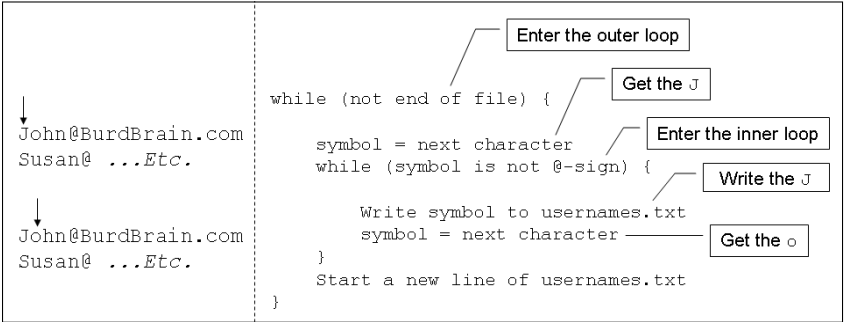 John@BurdBrain.com
Susan@ ...Etc.
John@BurdBrain.com
Susan@ ...Etc.
Enter the outer loop
while (not end of file) {
Get the J
symbol = next character
Enter the inner loop
while (symbol is not @-sign) {
Write the J
Write symbol to usernames.txt
symbol = next character
Get the o
}
Start a new line of usernames.txt
}